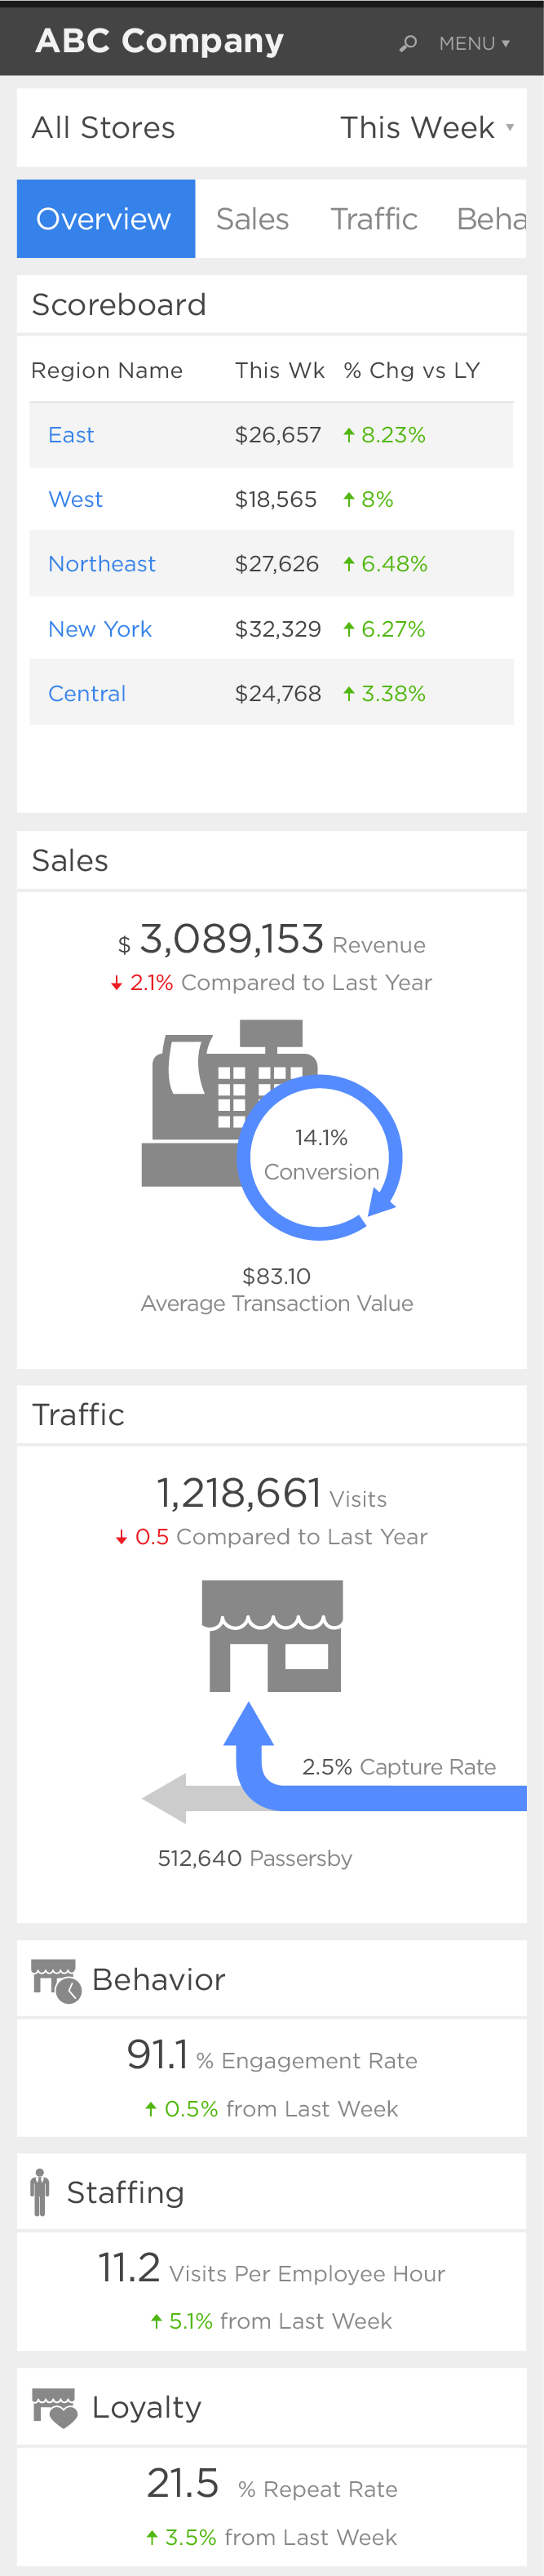 ABC Company MENU ▾
All Stores This Week ▾
Overview Sales Traffic Beha
Scoreboard
Region Name This Wk % Chg vs LY
East $26,657 ↑ 8.23%
West $18,565 ↑ 8%
Northeast $27,626 ↑ 6.48%
New York $32,329 ↑ 6.27%
Central $24,768 ↑ 3.38%
Sales
$ 3,089,153 Revenue
↓ 2.1% Compared to Last Year
14.1%
Conversion
$83.10
Average Transaction Value
Traffic
1,218,661 Visits
↓ 0.5 Compared to Last Year
2.5% Capture Rate
512,640 Passersby
Behavior
91.1 % Engagement Rate
↑ 0.5% from Last Week
Staffing
11.2 Visits Per Employee Hour
↑ 5.1% from Last Week
Loyalty
21.5 % Repeat Rate
↑ 3.5% from Last Week